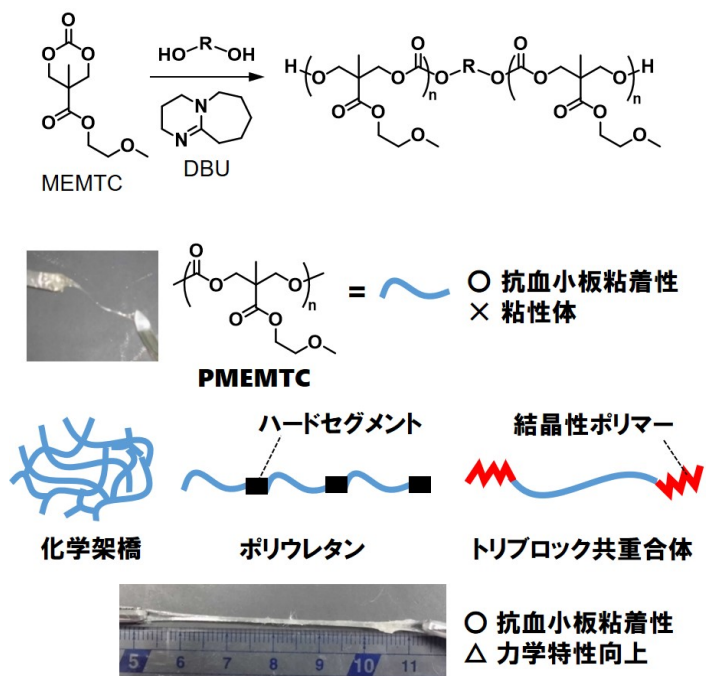 O
O
O
HO
R
OH
H
O
O
O
n
O
R
O
O
O
O
n
H
O
O
O
O
O
O
O
O
N
N
MEMTC
DBU
O
O
O
n
O
O
O
=
○ 抗血小板粘着性
× 粘性体
PMEMTC
ハードセグメント
結晶性ポリマー
化学架橋
ポリウレタン
トリブロック共重合体
5 6 7 8 9 10 11
○ 抗血小板粘着性
△ 力学特性向上